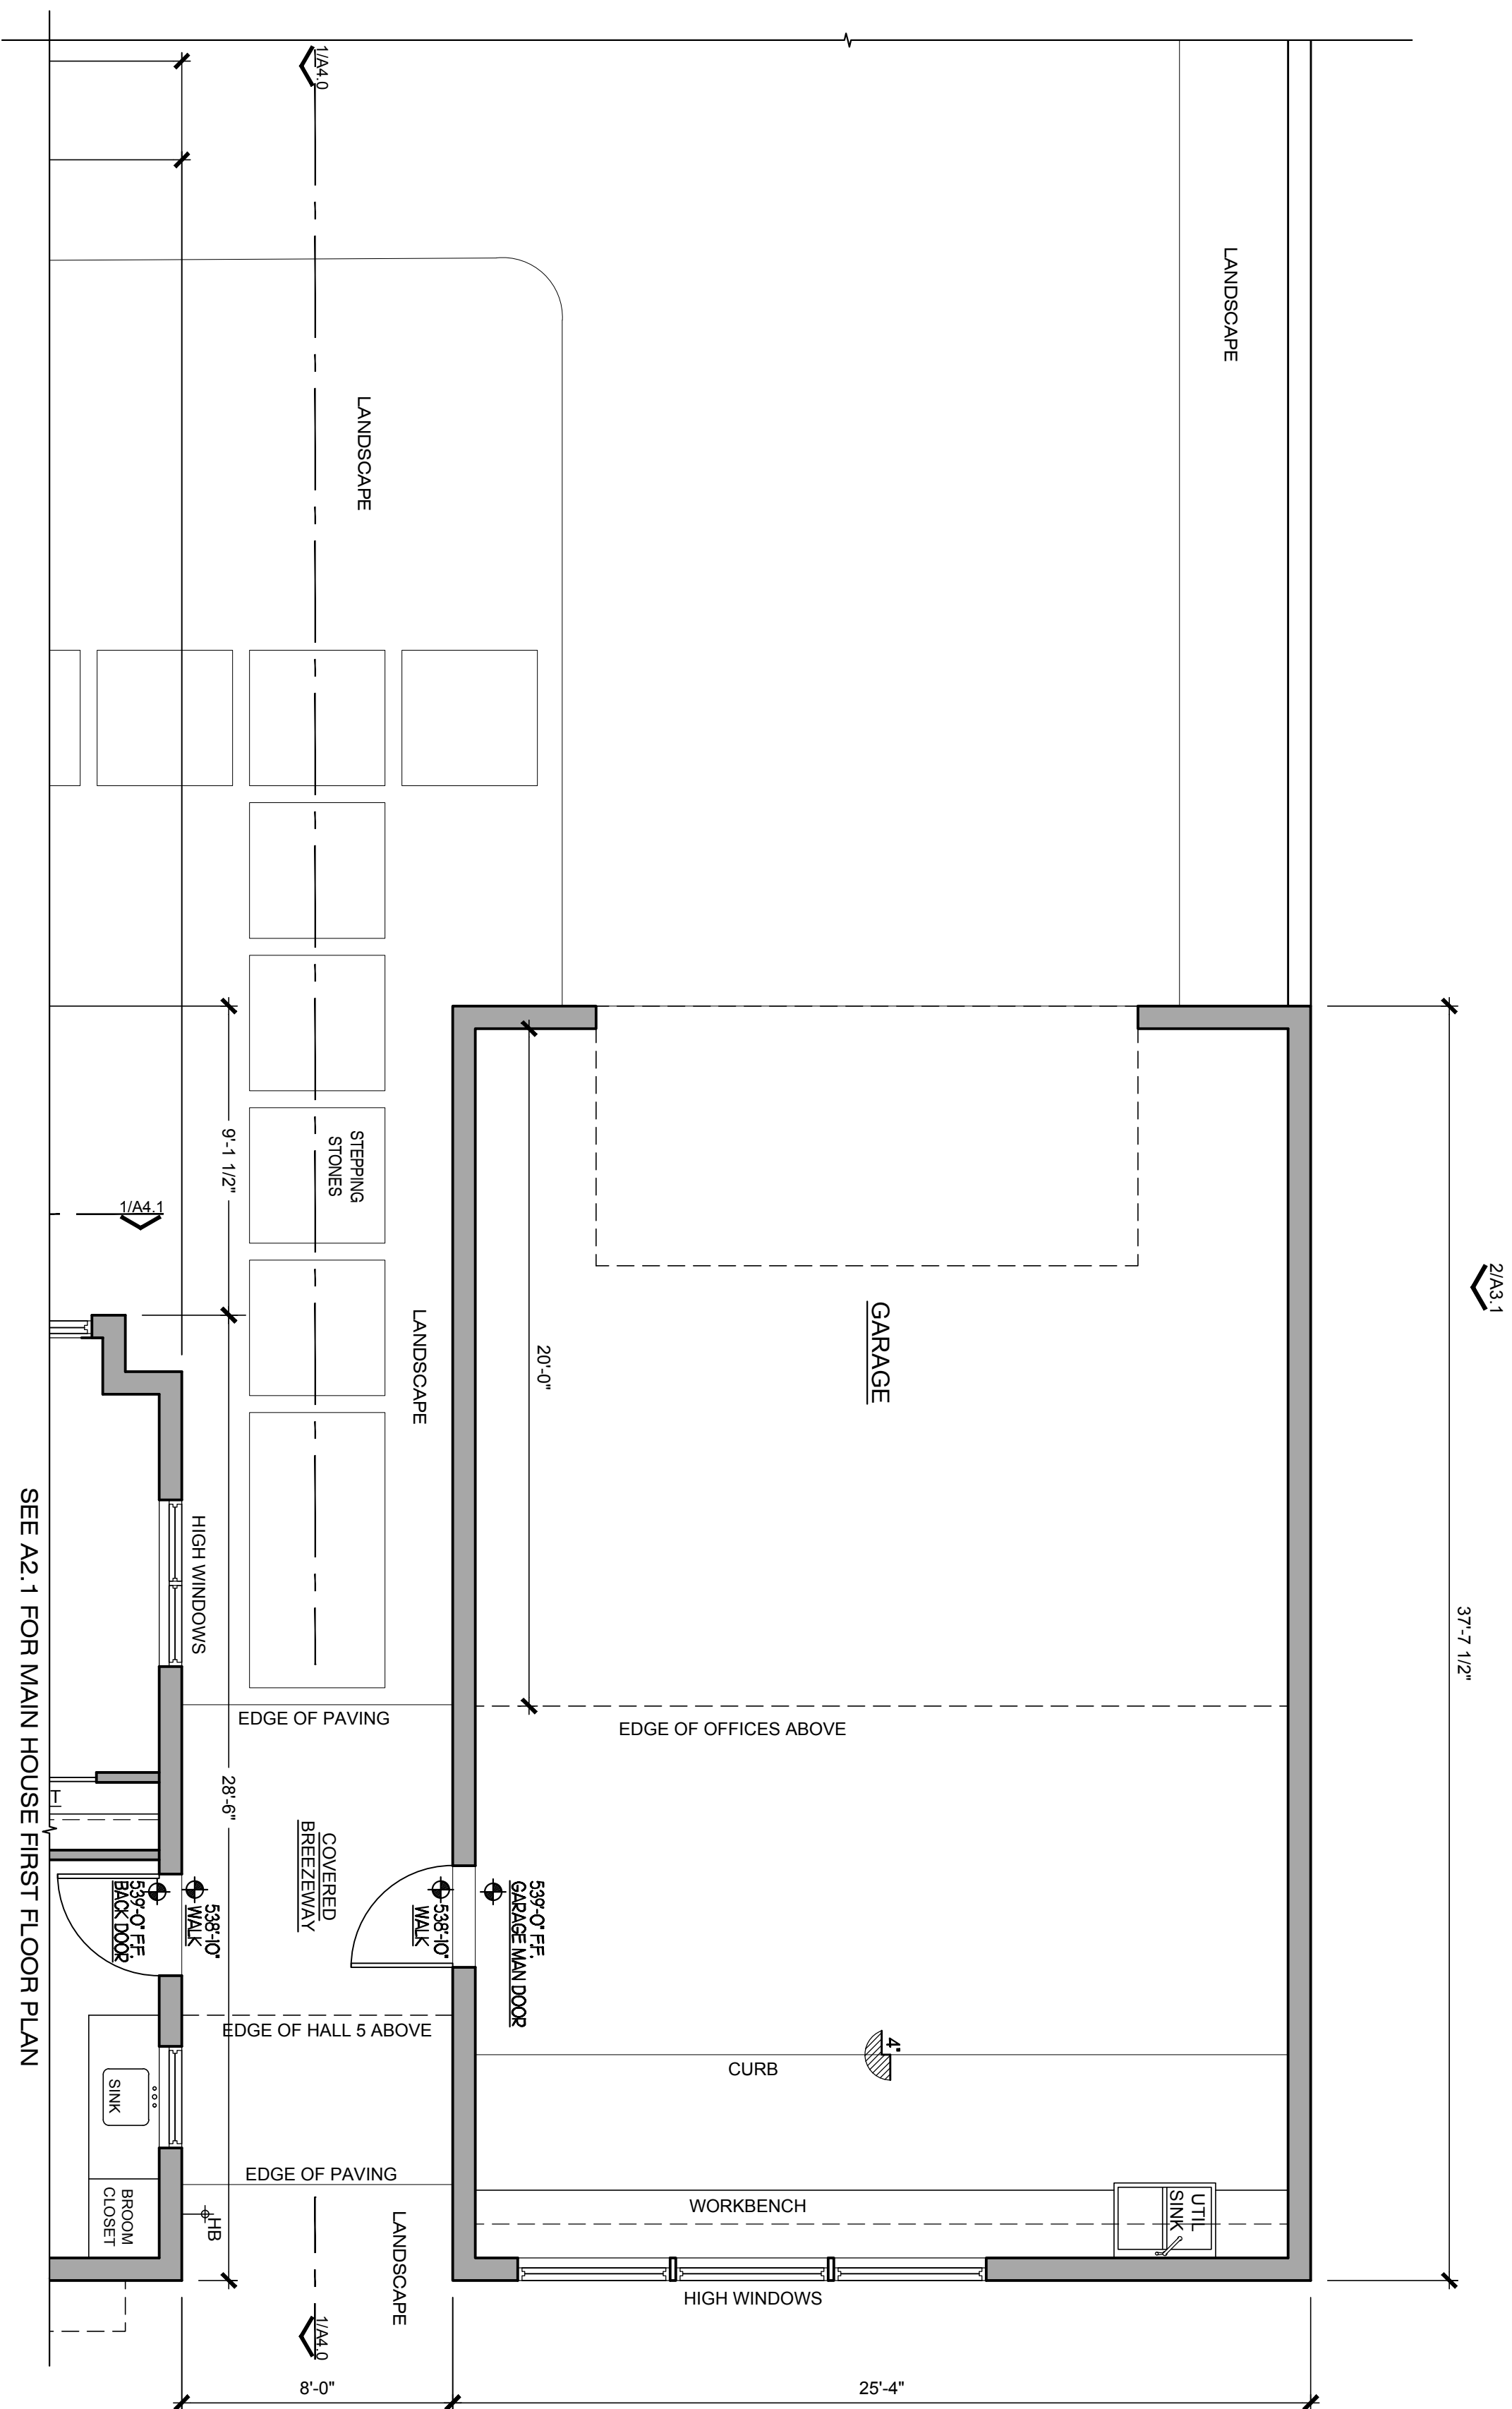 1/A4.0
LANDSCAPE
LANDSCAPE
STEPPING
STONES
9'-1 1/2"
1/A4.1
2/A3.1
GARAGE
LANDSCAPE
20'-0"
37'-7 1/2"
HIGH WINDOWS
EDGE OF PAVING
EDGE OF OFFICES ABOVE
28'-6"
T
COVERED
BREEZEWAY
539'-0" F.F.
BACK DOOR
538'-10"
WALK
538'-10"
WALK
539'-0" F.F.
GARAGE MAN DOOR
EDGE OF HALL 5 ABOVE
4"
CURB
SINK
EDGE OF PAVING
BROOM
CLOSET
HB
WORKBENCH
UTIL
SINK
LANDSCAPE
HIGH WINDOWS
1/A4.0
8'-0"
25'-4"
SEE A2.1 FOR MAIN HOUSE FIRST FLOOR PLAN